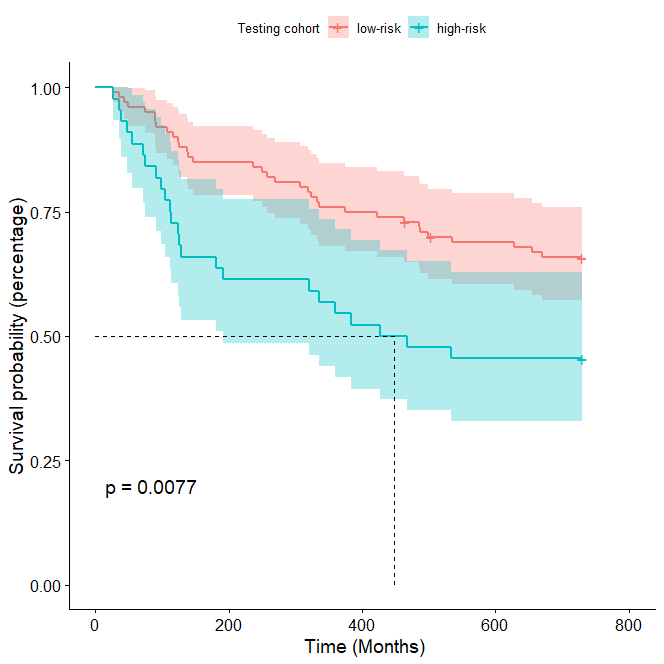 Testing cohort low-risk high-risk
1.00
0.75
0.50
0.25
0.00
Survival probability (percentage)
p = 0.0077
0 200 400 600 800
Time (Months)